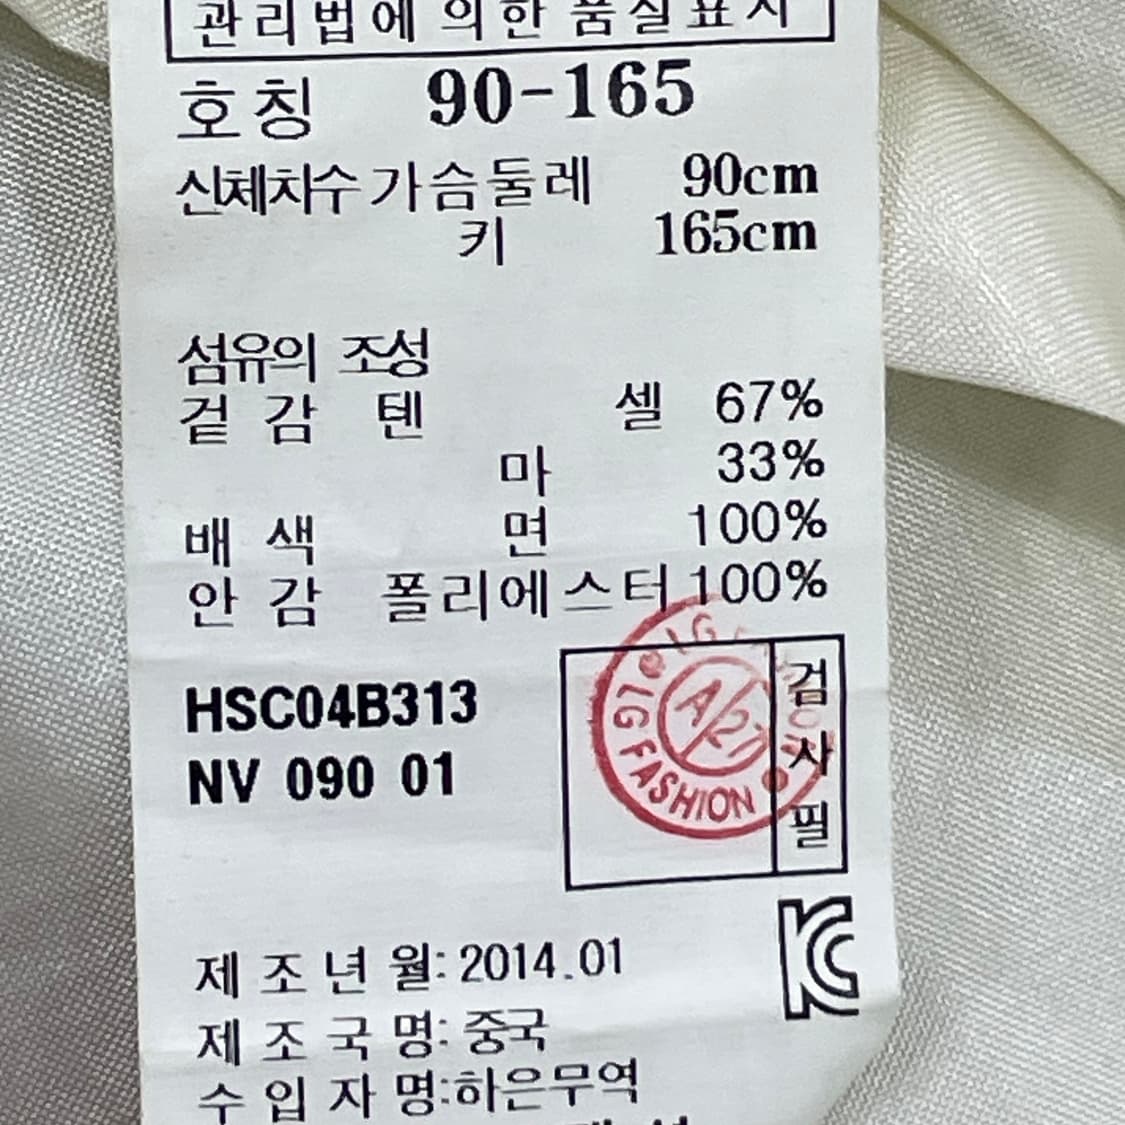 관리법에 의한 품질표시
호칭 90-165
신체치수 가슴둘레 90cm
키 165cm
섬유의 조성
겉감 텐셀 67%
마 33%
배색 면 100%
안감 폴리에스터 100%
LG FASHION
A/27
LG FASHION
검사필
HSC04B313
NV 090 01
KC
제조년월: 2014.01
제조국명: 중국
수입자명: 하은무역